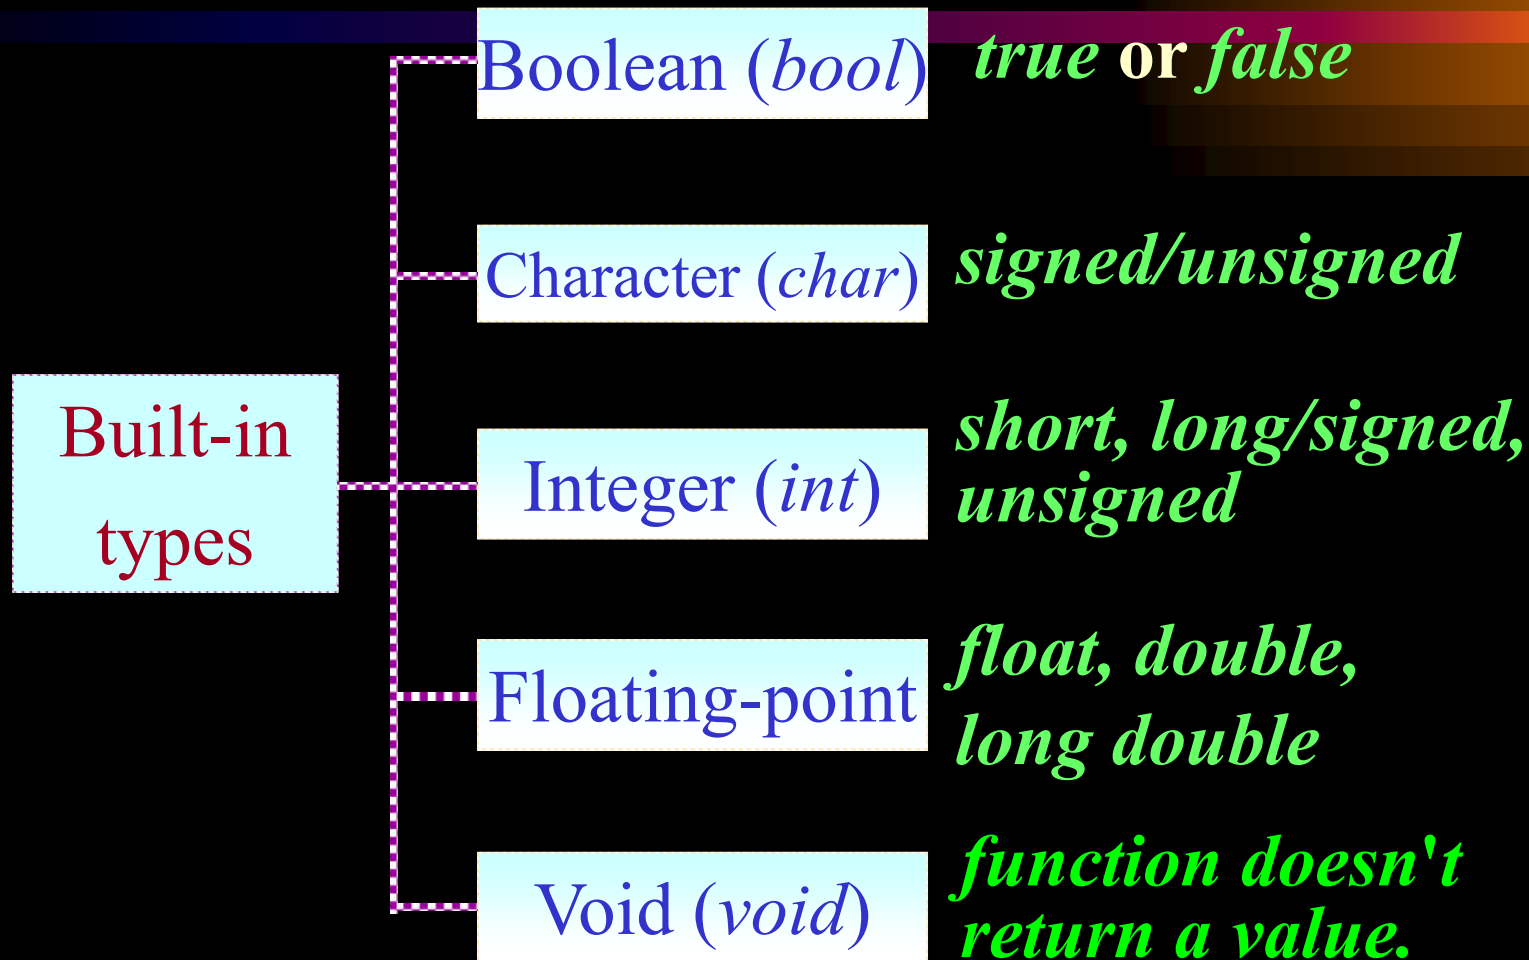 Boolean (bool) true or false
Character (char) signed/unsigned
Built-in
types
Integer (int) short, long/signed,
unsigned
Floating-point float, double,
long double
Void (void) function doesn't
return a value.